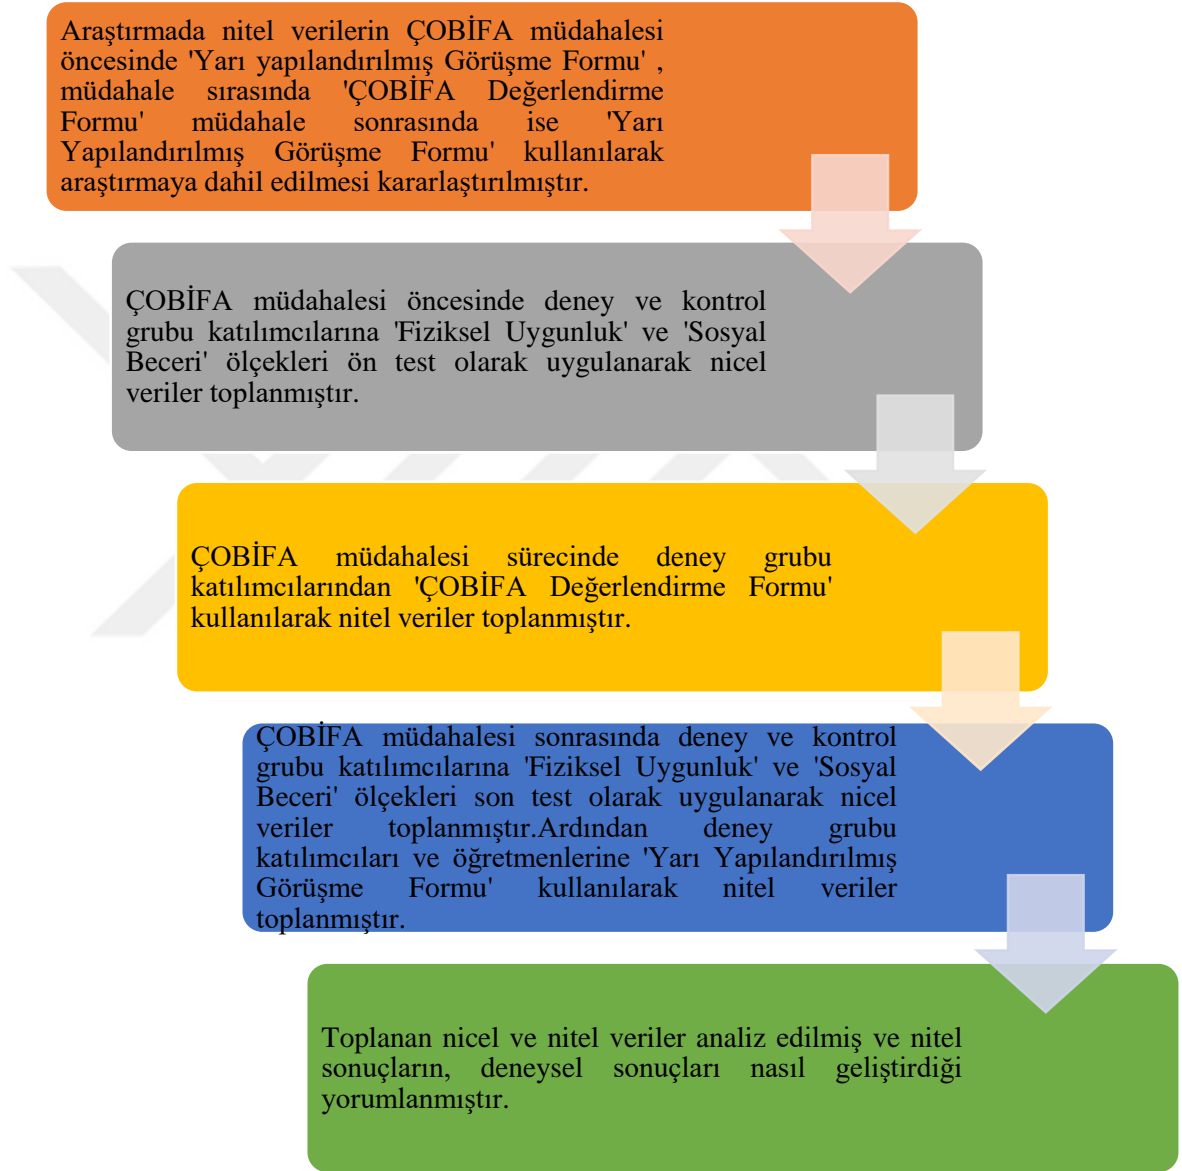 Araştırmada nitel verilerin ÇOBİFA müdahalesi
öncesinde 'Yarı yapılandırılmış Görüşme Formu' ,
müdahale sırasında 'ÇOBİFA Değerlendirme
Formu' müdahale sonrasında ise 'Yarı
Yapılandırılmış Görüşme Formu' kullanılarak
araştırmaya dahil edilmesi kararlaştırılmıştır.
ÇOBİFA müdahalesi öncesinde deney ve kontrol
grubu katılımcılarına 'Fiziksel Uygunluk' ve 'Sosyal
Beceri' ölçekleri ön test olarak uygulanarak nicel
veriler toplanmıştır.
ÇOBİFA müdahalesi sürecinde deney grubu
katılımcılarından 'ÇOBİFA Değerlendirme Formu'
kullanılarak nitel veriler toplanmıştır.
ÇOBİFA müdahalesi sonrasında deney ve kontrol
grubu katılımcılarına 'Fiziksel Uygunluk' ve 'Sosyal
Beceri' ölçekleri son test olarak uygulanarak nicel
veriler toplanmıştır.Ardından deney grubu
katılımcıları ve öğretmenlerine 'Yarı Yapılandırılmış
Görüşme Formu' kullanılarak nitel veriler
toplanmıştır.
Toplanan nicel ve nitel veriler analiz edilmiş ve nitel
sonuçların, deneysel sonuçları nasıl geliştirdiği
yorumlanmıştır.